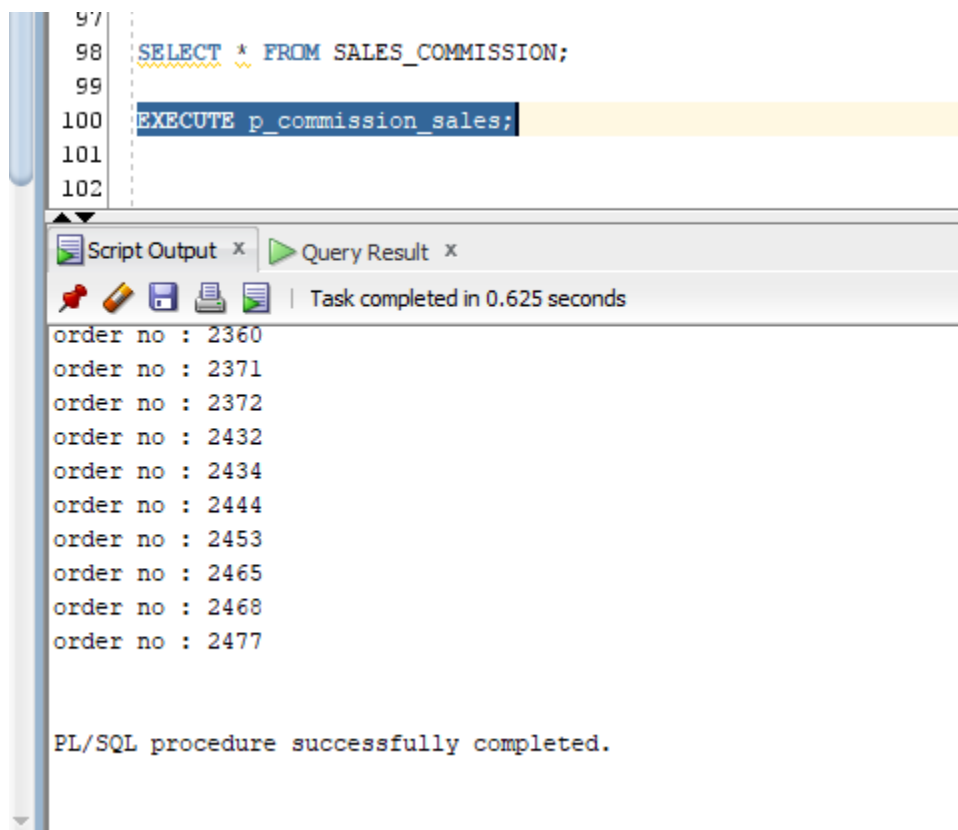 97
98 SELECT * FROM SALES_COMMISSION;
99
100 EXECUTE p_commission_sales;
101
102
Script Output x Query Result x
Task completed in 0.625 seconds
order no : 2360
order no : 2371
order no : 2372
order no : 2432
order no : 2434
order no : 2444
order no : 2453
order no : 2465
order no : 2468
order no : 2477
PL/SQL procedure successfully completed.